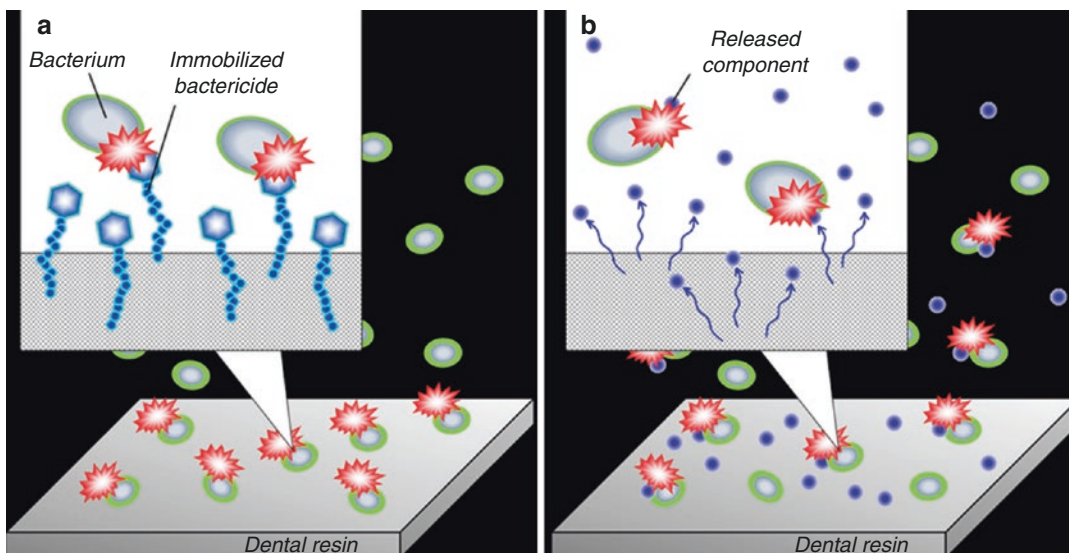 a
Bacterium
Immobilized
bactericide
Dental resin
b
Released
component
Dental resin